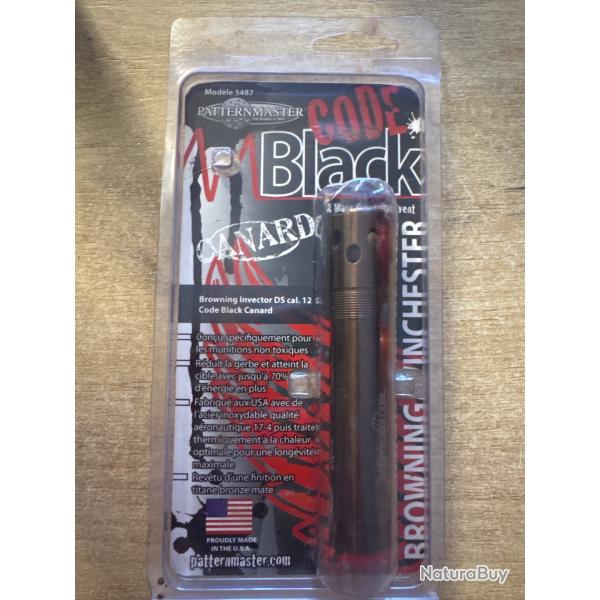 Modèle 5487
PATTERNMASTER
CODE
Black
CANARD
Browning Invector DS cal. 12
Code Black Canard
Conçu spécifiquement pour
les munitions non toxiques
Réduit la gerbe et atteint la
cible avec jusqu'à 70%
d'énergie en plus
Fabriqué aux USA avec de
l'acier inoxydable qualité
aéronautique 17-4 puis traité
thermiquement à la chaleur
optimale pour une longévité
maximale
Revêtu d'une finition en
titane bronze mate
PROUDLY MADE
IN THE U.S.A.
patternmaster.com
BROWNING WINCHESTER
NaturaBuy